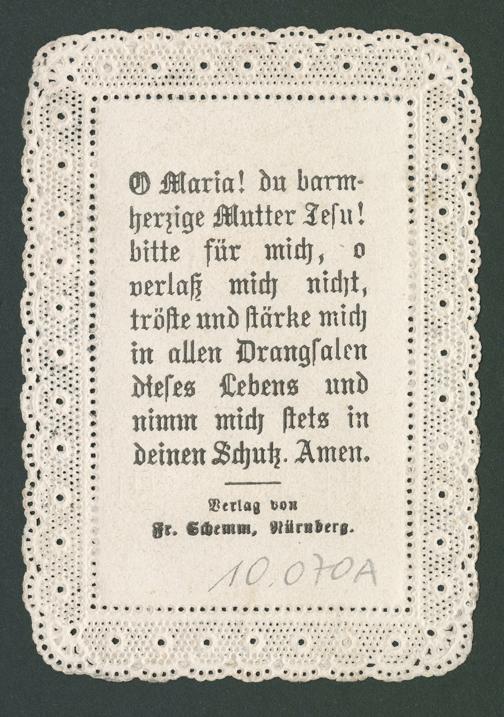 O Maria! du barm-
herzige Mutter Jesu!
bitte für mich, o
verlaß mich nicht,
tröste und stärke mich
in allen Drangsalen
dieses Lebens und
nimm mich stets in
deinen Schutz. Amen.
Verlag von
Fr. Schemm, Nürnberg.
10.070A